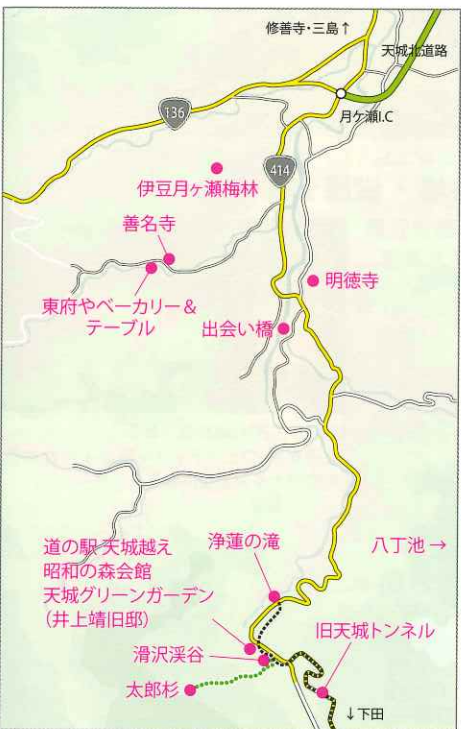 修善寺・三島↑
天城北道路
136
月ケ瀬I.C
414
伊豆月ヶ瀬梅林
善名寺
東府やベーカリー＆
テーブル
明徳寺
出会い橋
道の駅 天城越え
昭和の森会館
天城グリーンガーデン
(井上靖旧邸)
浄蓮の滝
八丁池→
滑沢渓谷
旧天城トンネル
太郎杉
↓下田